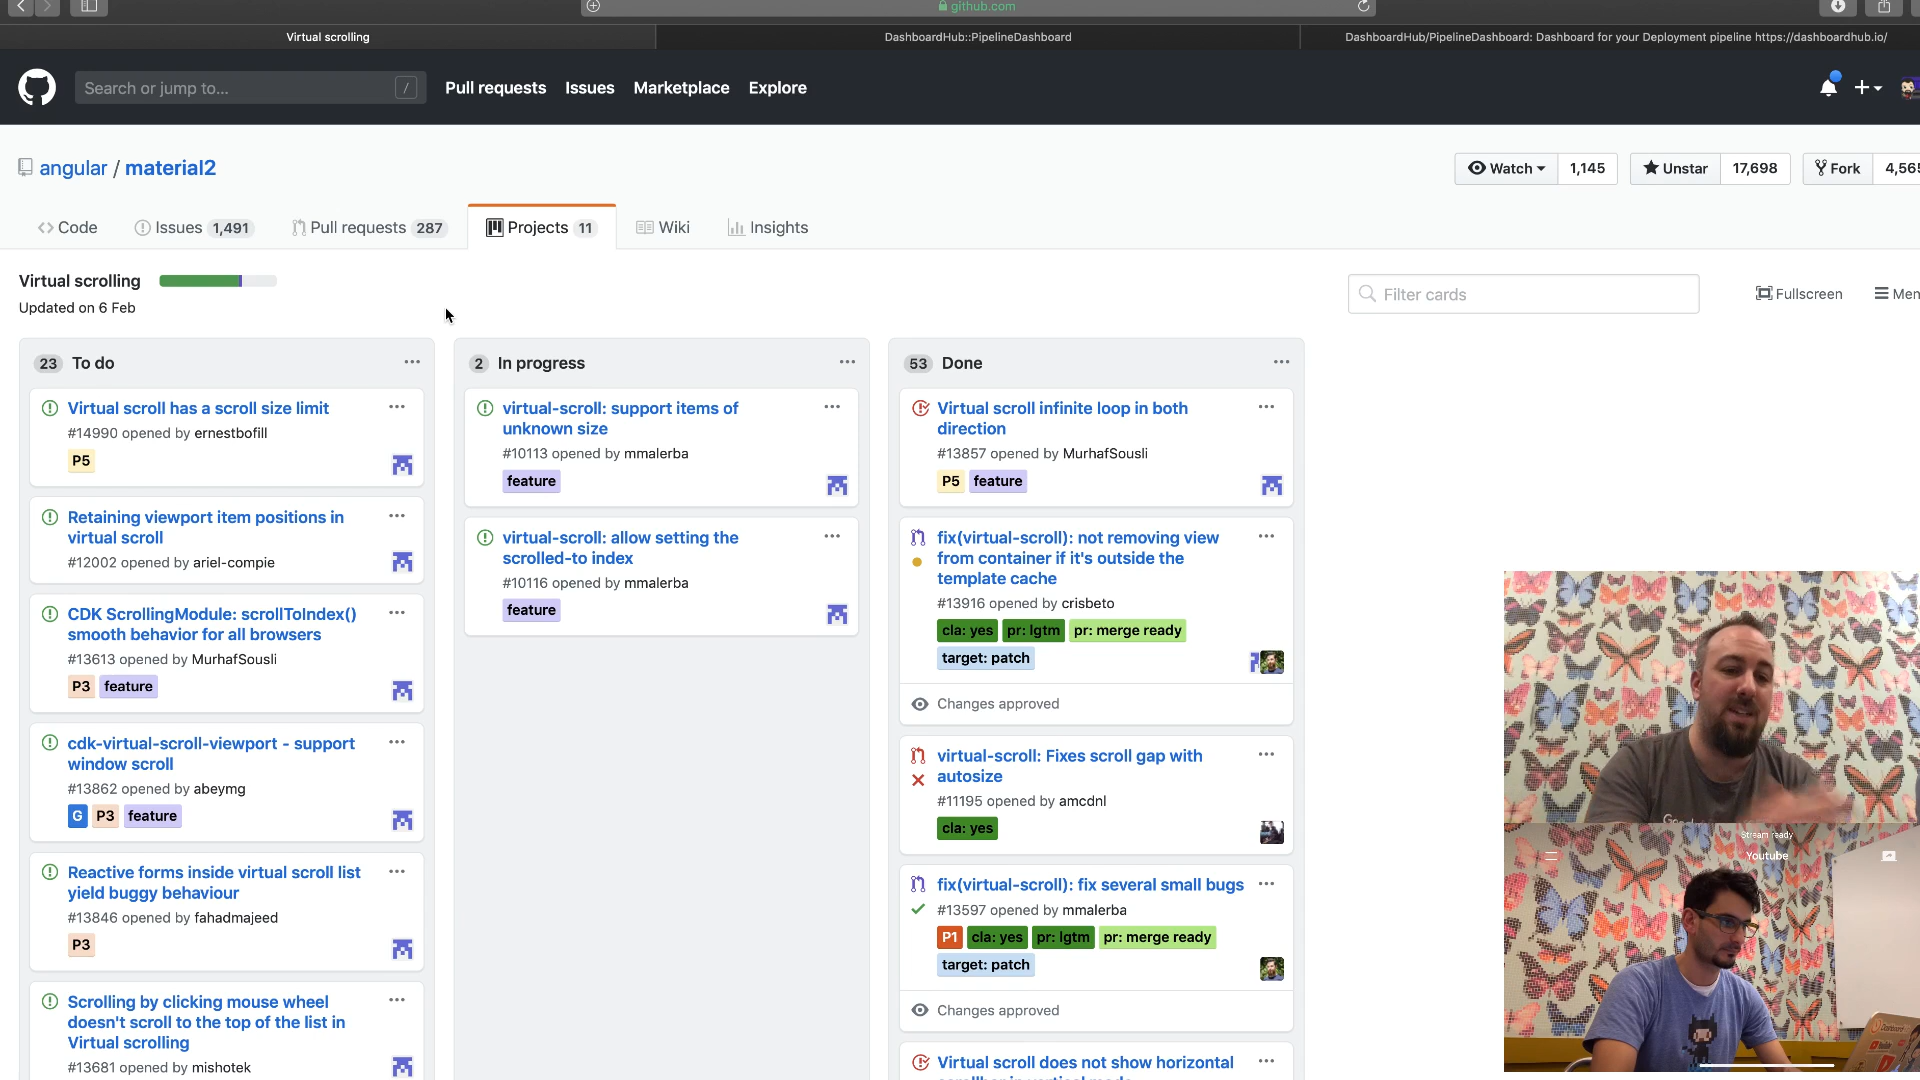 github.com
Virtual scrolling
DashboardHub::PipelineDashboard
DashboardHub/PipelineDashboard: Dashboard for your Deployment pipeline https://dashboardhub.io/
Search or jump to... /
Pull requests Issues Marketplace Explore
angular / material2
Watch 1,145
Unstar 17,698
Fork
Code
Issues 1,491
Pull requests 287
Projects 11
Wiki
Insights
Virtual scrolling
Updated on 6 Feb
Filter cards
Fullscreen
Men
23 To do
Virtual scroll has a scroll size limit
#14990 opened by ernestbofill
P5
Retaining viewport item positions in
virtual scroll
#12002 opened by ariel-compie
CDK ScrollingModule: scrollToIndex()
smooth behavior for all browsers
#13613 opened by MurhafSousli
P3 feature
cdk-virtual-scroll-viewport - support
window scroll
#13862 opened by abeymg
G P3 feature
Reactive forms inside virtual scroll list
yield buggy behaviour
#13846 opened by fahadmajeed
P3
Scrolling by clicking mouse wheel
doesn't scroll to the top of the list in
Virtual scrolling
#13681 opened by mishotek
2 In progress
virtual-scroll: support items of
unknown size
#10113 opened by mmalerba
feature
virtual-scroll: allow setting the
scrolled-to index
#10116 opened by mmalerba
feature
53 Done
Virtual scroll infinite loop in both
direction
#13857 opened by MurhafSousli
P5 feature
fix(virtual-scroll): not removing view
from container if it's outside the
template cache
#13916 opened by crisbeto
cla: yes pr: lgtm pr: merge ready
target: patch
Changes approved
virtual-scroll: Fixes scroll gap with
autosize
#11195 opened by amcdnl
cla: yes
fix(virtual-scroll): fix several small bugs
#13597 opened by mmalerba
P1 cla: yes pr: lgtm pr: merge ready
target: patch
Changes approved
Virtual scroll does not show horizontal
Stream ready
Youtube